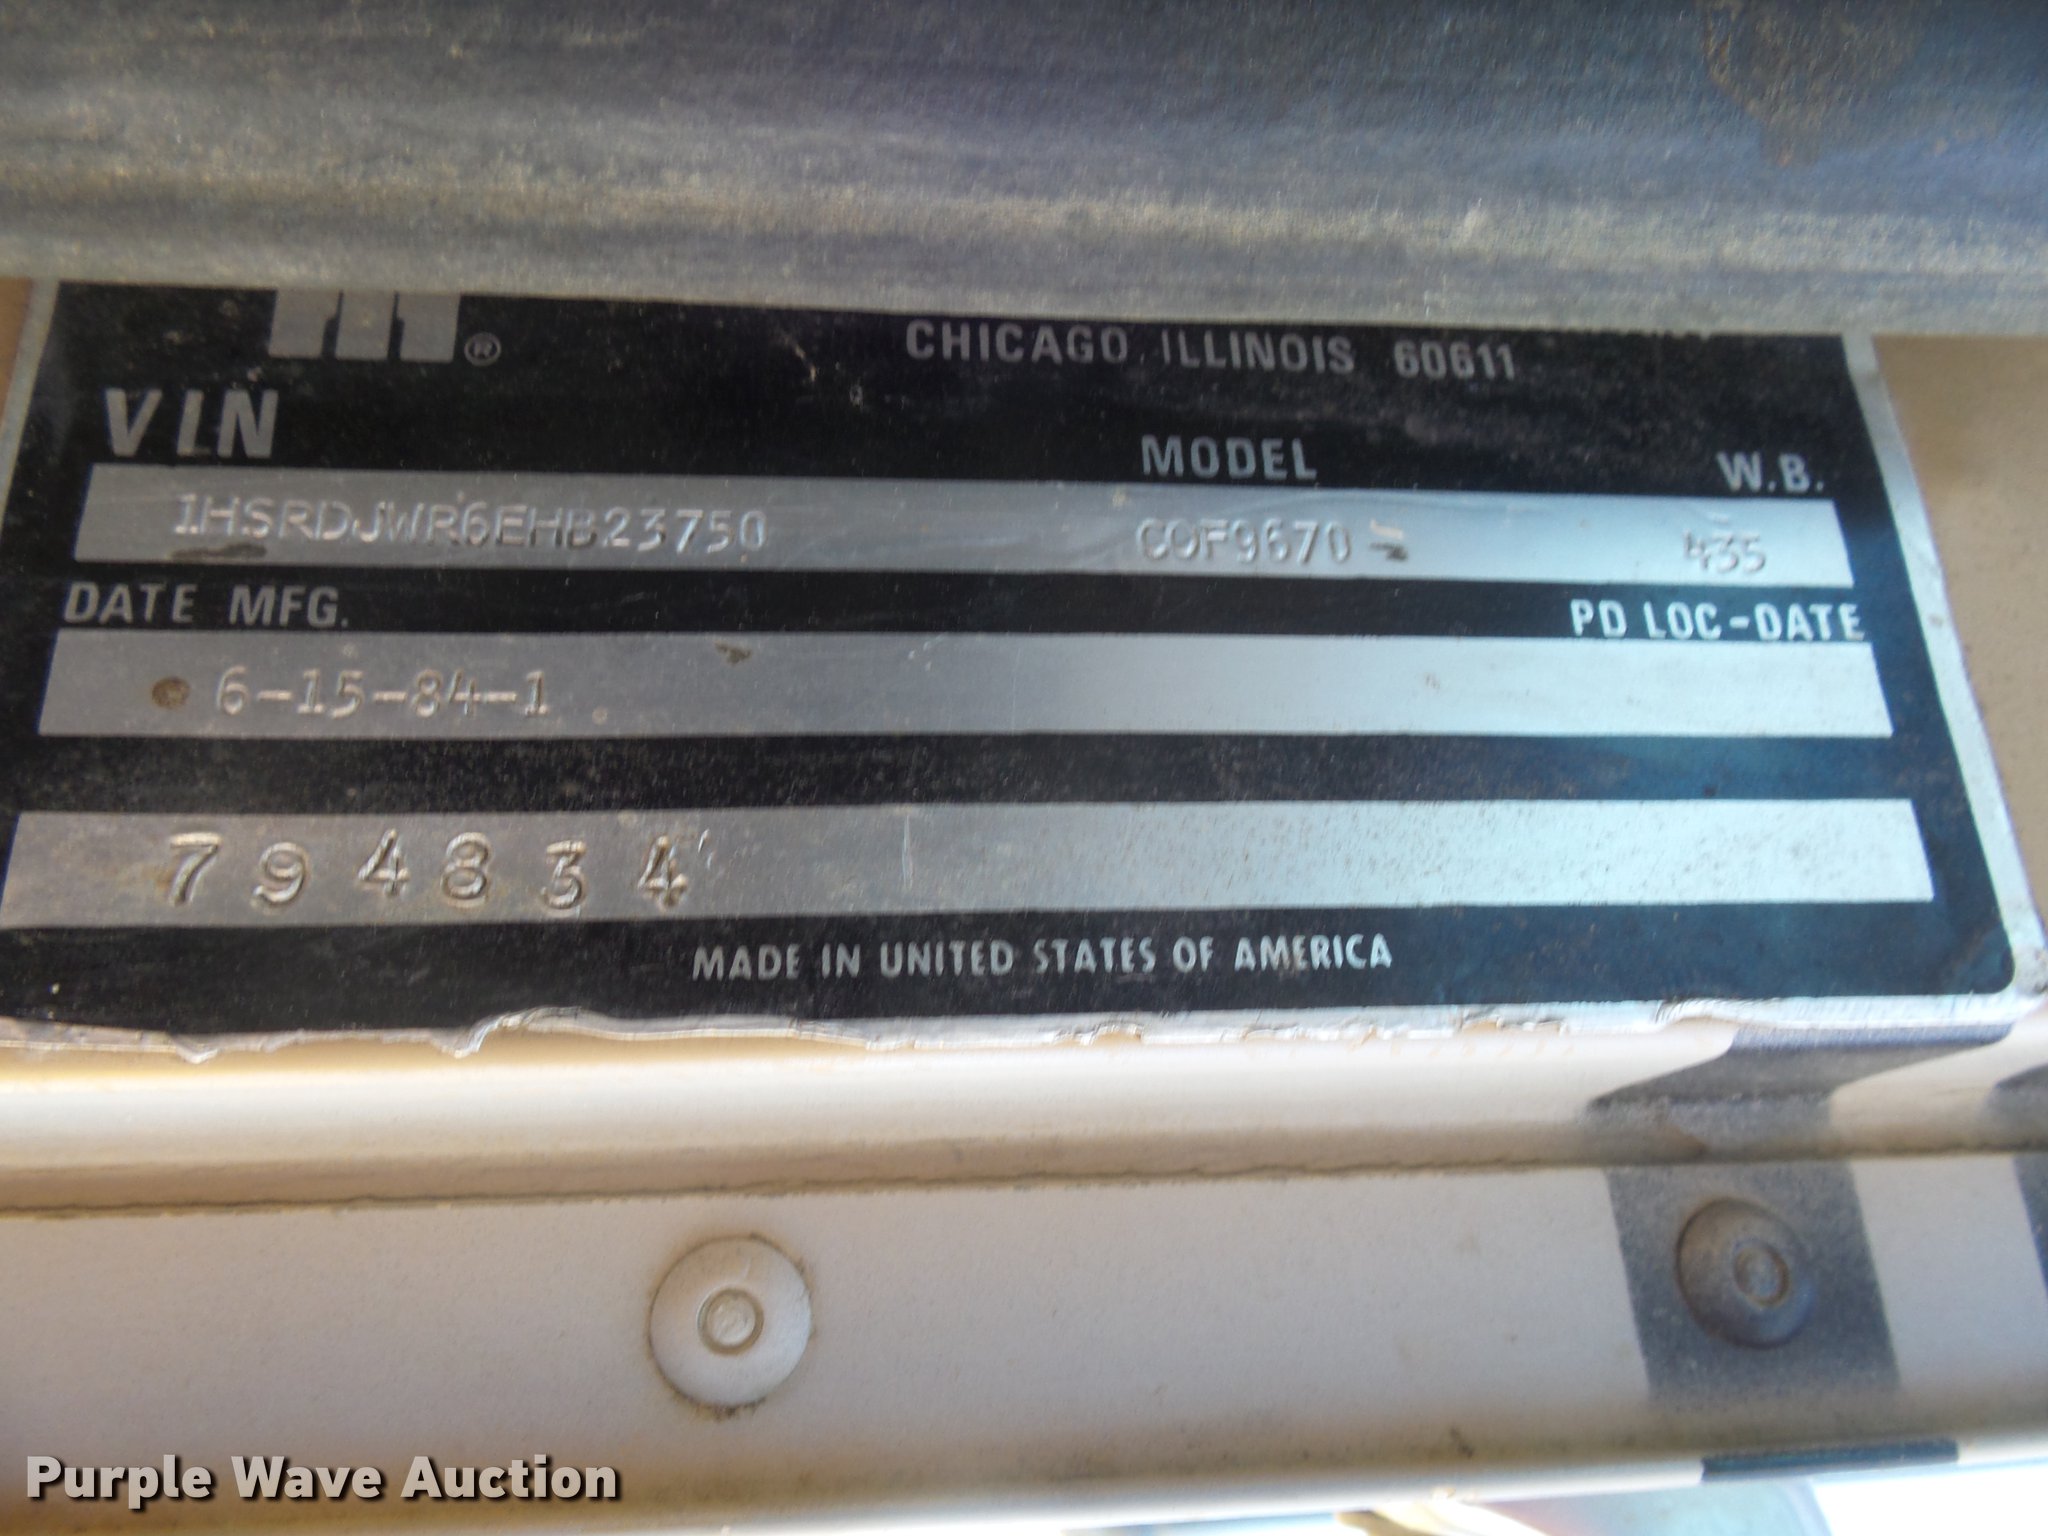 ®
CHICAGO, ILLINOIS 60611
VIN MODEL W.B.
1HSRDJWR6EHB23750 COF9670 435
DATE MFG. PD LOC-DATE
6-15-84-1
794834
MADE IN UNITED STATES OF AMERICA
Purple Wave Auction